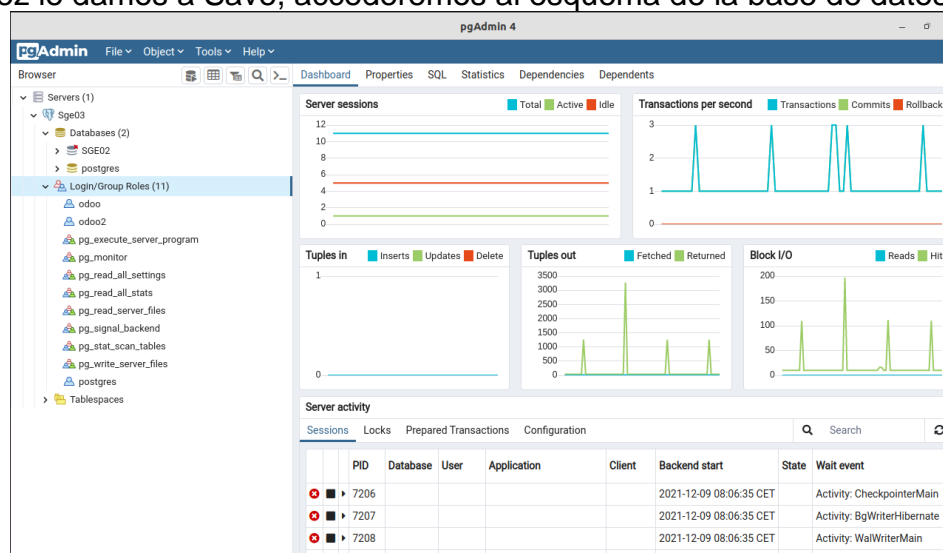 le damos a Save, accederemos al esquema de la base de datos
pgAdmin 4
pgAdmin File Object Tools Help
Browser Dashboard Properties SQL Statistics Dependencies Dependents
Servers (1)
Sge03
Databases (2)
SGE02
postgres
Login/Group Roles (11)
odoo
odoo2
pg_execute_server_program
pg_monitor
pg_read_all_settings
pg_read_all_stats
pg_read_server_files
pg_signal_backend
pg_stat_scan_tables
pg_write_server_files
postgres
Tablespaces
Server sessions Total Active Idle
12
10
8
6
4
2
0
Transactions per second Transactions Commits Rollback
3
2
1
0
Tuples in Inserts Updates Delete
1
0
Tuples out Fetched Returned
3500
3000
2500
2000
1500
1000
500
0
Block I/O Reads Hit
200
150
100
50
0
Server activity
Sessions Locks Prepared Transactions Configuration Search
PID Database User Application Client Backend start State Wait event
7206 2021-12-09 08:06:35 CET Activity: CheckpointerMain
7207 2021-12-09 08:06:35 CET Activity: BgWriterHibernate
7208 2021-12-09 08:06:35 CET Activity: WalWriterMain